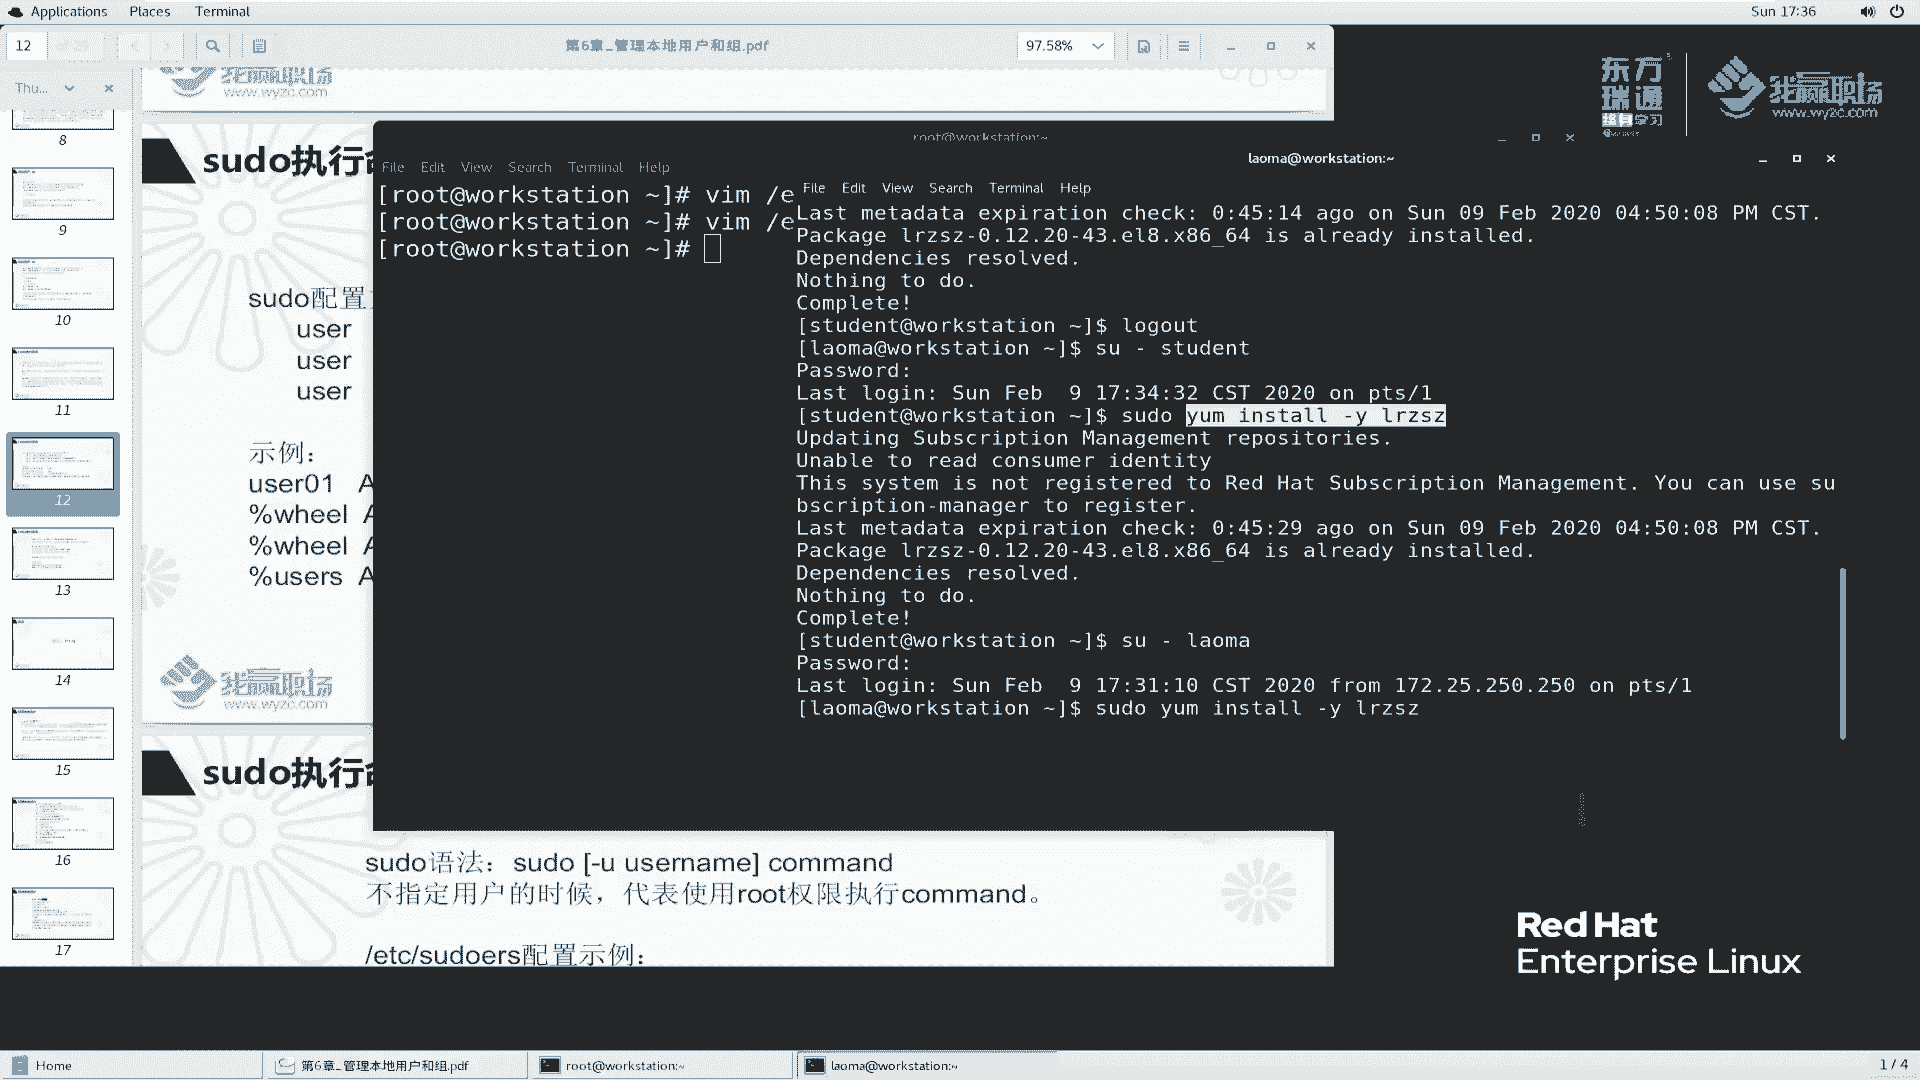 Applications Places Terminal Sun 17:36
12 of 29 第6章_管理本地用户和组.pdf 97.58%
Thu...
8
9
10
11
12
13
14
15
16
17
我赢职场
www.wyzc.com
sudo执行
sudo配置
user
user
user
示例：
user01 A
%wheel A
%wheel A
%users A
我赢职场
www.wyzc.com
sudo执行
sudo语法：sudo [-u username] command
不指定用户的时候，代表使用root权限执行command。
/etc/sudoers配置示例：
root@workstation:~
File Edit View Search Terminal Help
[root@workstation ~]# vim /e
[root@workstation ~]# vim /e
[root@workstation ~]#
laoma@workstation:~
File Edit View Search Terminal Help
Last metadata expiration check: 0:45:14 ago on Sun 09 Feb 2020 04:50:08 PM CST.
Package lrzsz-0.12.20-43.el8.x86_64 is already installed.
Dependencies resolved.
Nothing to do.
Complete!
[student@workstation ~]$ logout
[laoma@workstation ~]$ su - student
Password:
Last login: Sun Feb  9 17:34:32 CST 2020 on pts/1
[student@workstation ~]$ sudo yum install -y lrzsz
Updating Subscription Management repositories.
Unable to read consumer identity
This system is not registered to Red Hat Subscription Management. You can use su
bscription-manager to register.
Last metadata expiration check: 0:45:29 ago on Sun 09 Feb 2020 04:50:08 PM CST.
Package lrzsz-0.12.20-43.el8.x86_64 is already installed.
Dependencies resolved.
Nothing to do.
Complete!
[student@workstation ~]$ su - laoma
Password:
Last login: Sun Feb  9 17:31:10 CST 2020 from 172.25.250.250 on pts/1
[laoma@workstation ~]$ sudo yum install -y lrzsz
东方
瑞通
终身学习
我赢职场
www.wyzc.com
Red Hat
Enterprise Linux
Home 第6章_管理本地用户和组.pdf root@workstation:~ laoma@workstation:~ 1 / 4